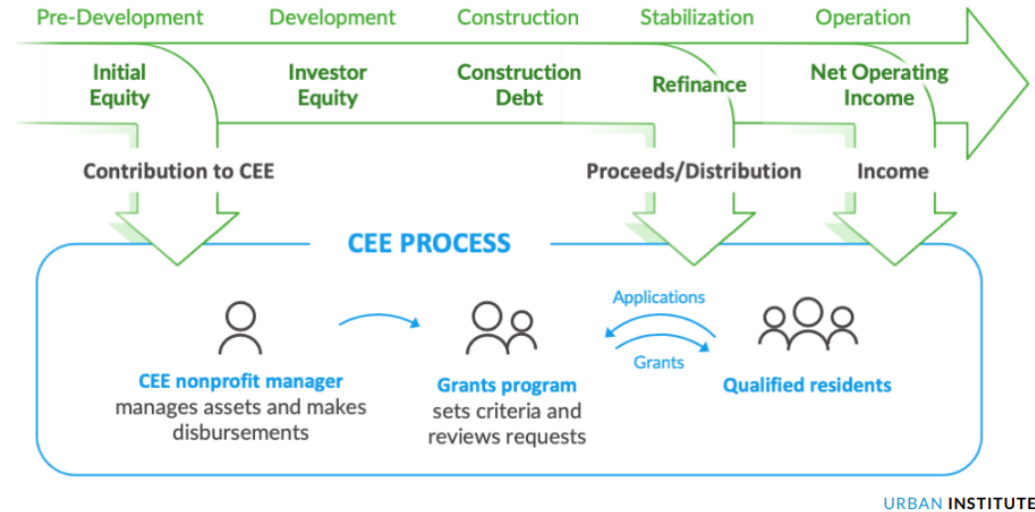 Pre-Development Development Construction Stabilization Operation
Initial
Equity
Investor
Equity
Construction
Debt
Refinance
Net Operating
Income
Contribution to CEE
Proceeds/Distribution
Income
CEE PROCESS
Applications
Grants
CEE nonprofit manager
manages assets and makes
disbursements
Grants program
sets criteria and
reviews requests
Qualified residents
URBAN INSTITUTE